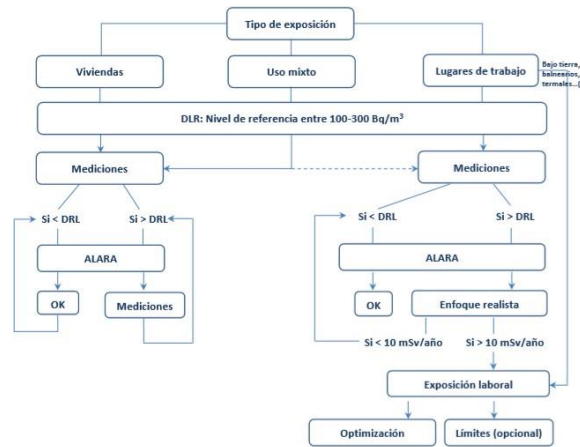 Tipo de exposición
Viviendas
Uso mixto
Lugares de trabajo
Bajo tierra,
balnearios,
termales...(
DLR: Nivel de referencia entre 100-300 Bq/m³
Mediciones
Mediciones
Si < DRL
Si > DRL
Si < DRL
Si > DRL
ALARA
ALARA
OK
Mediciones
OK
Enfoque realista
Si < 10 mSv/año
Si > 10 mSv/año
Exposición laboral
Optimización
Límites (opcional)